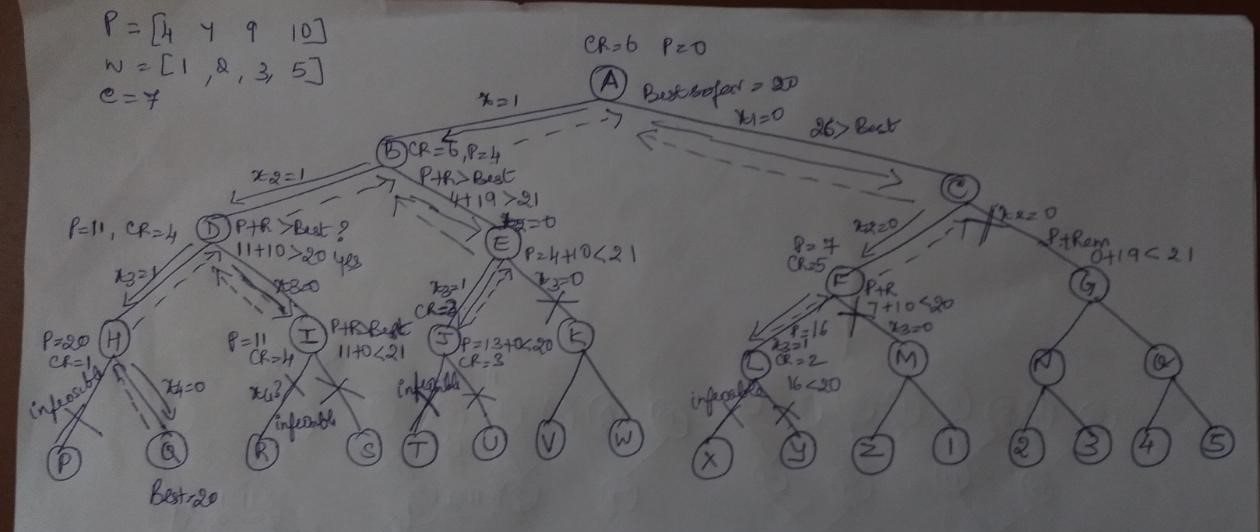 P = [4 7 9 10]
W = [1, 2, 3, 5]
C = 7
CR=6 P=0
A
Bestsofar = 20
x=1
x1=0
26>Best
B CR=6, P=4
C
x2=1
P+R>Best
4+19>21
x2=0
x2=0
x2=0
P=11, CR=4
D P+R>Best?
11+10>20 yes
E
P=4+10<21
P=7
CR=5
P+Rem
0+19<21
F
P+R
7+10<20
G
x3=1
x3=0
x3=1
CR=3
x3=0
P=16
x3=1
CR=2
x3=0
P=20
CR=1
H
P=11
CR=4
I
P+R>Best
11+0<21
J P=13+0<20
CR=3
K
L
16<20
M
N
O
infeasible
x4=0
infeasible
infeasible
infeasible
P
Q
R
S
T
U
V
W
X
Y
Z
1
2
3
4
5
Best=20